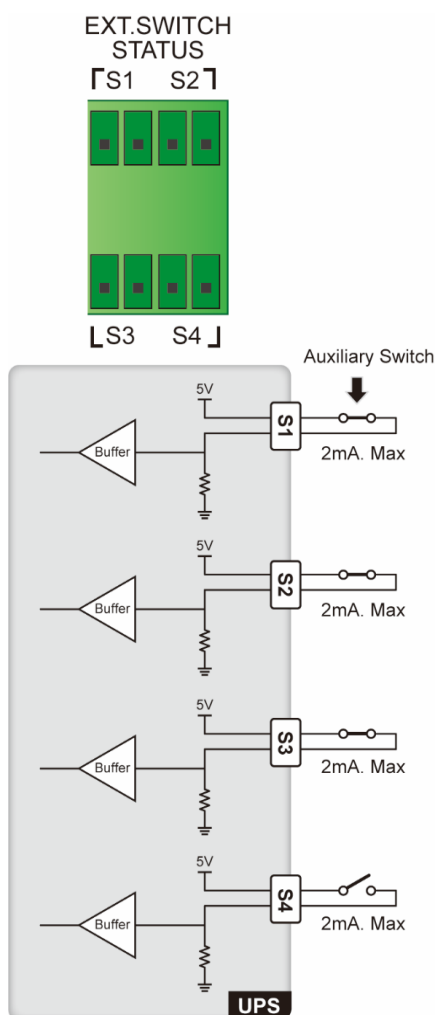 EXT.SWITCH
STATUS
S1 S2
S3 S4
Auxiliary Switch
5V
S1
Buffer
2mA. Max
5V
S2
Buffer
2mA. Max
5V
S3
Buffer
2mA. Max
5V
S4
Buffer
2mA. Max
UPS